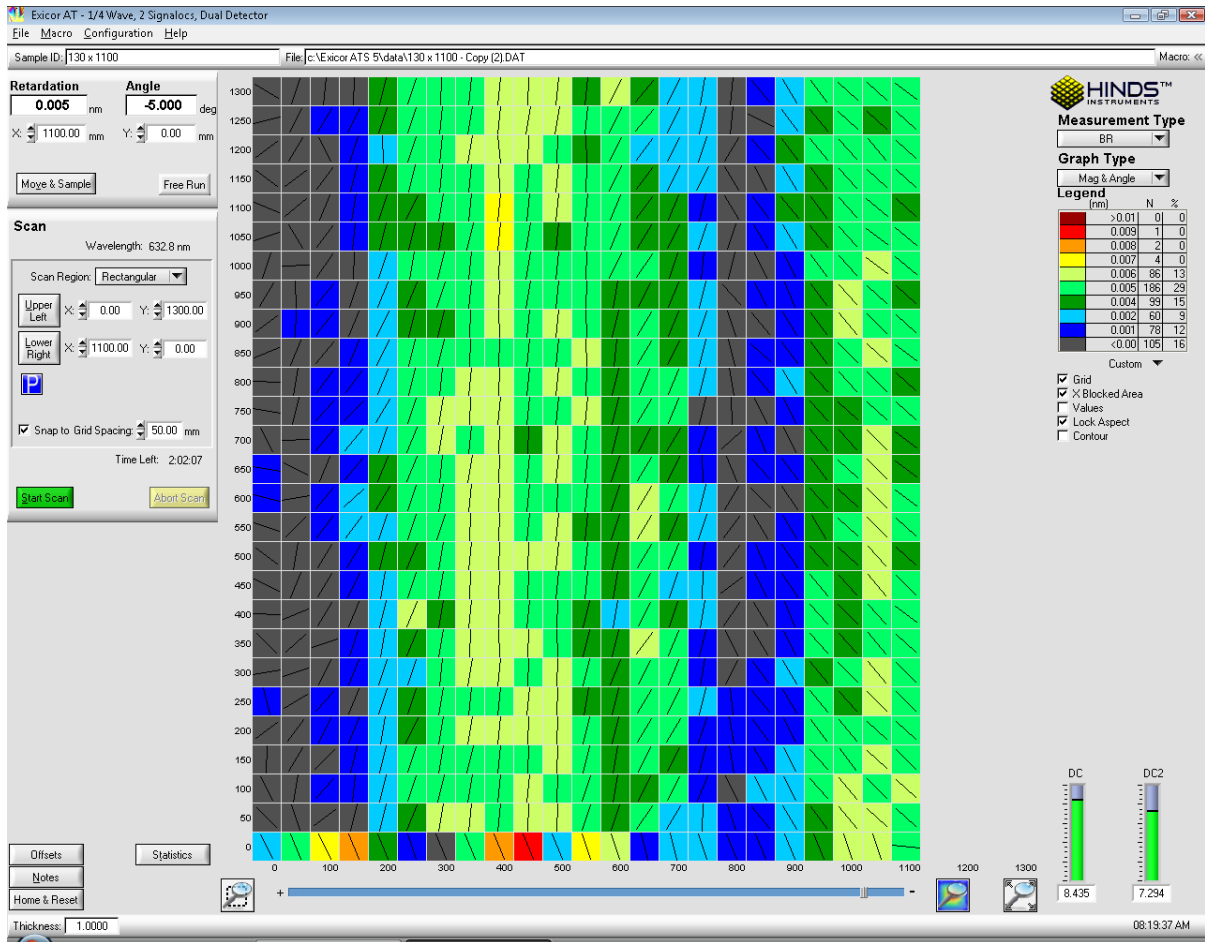 Exicor AT - 1/4 Wave, 2 Signalocs, Dual Detector
File Macro Configuration Help
Sample ID: 130 x 1100 File: c:\Exicor ATS 5\data\130 x 1100 - Copy (2).DAT Macro: <<
Retardation Angle
0.005 nm -5.000 deg
X: 1100.00 mm Y: 0.00 mm
Move & Sample Free Run
Scan
Wavelength: 632.8 nm
Scan Region: Rectangular
Upper Left X: 0.00 Y: 1300.00
Lower Right X: 1100.00 Y: 0.00
P
Snap to Grid Spacing: 50.00 mm
Time Left: 2:02:07
Start Scan Abort Scan
Offsets Statistics
Notes
Home & Reset
Thickness: 1.0000
1300
1250
1200
1150
1100
1050
1000
950
900
850
800
750
700
650
600
550
500
450
400
350
300
250
200
150
100
50
0
0 100 200 300 400 500 600 700 800 900 1000 1100 1200 1300
+ -
HINDS™
INSTRUMENTS
Measurement Type
BR
Graph Type
Mag & Angle
Legend
(nm) N %
>0.01 0 0
0.009 1 0
0.008 2 0
0.007 4 0
0.006 86 13
0.005 186 29
0.004 99 15
0.002 60 9
0.001 78 12
<0.00 105 16
Custom
Grid
X Blocked Area
Values
Lock Aspect
Contour
DC DC2
8.435 7.294
08:19:37 AM